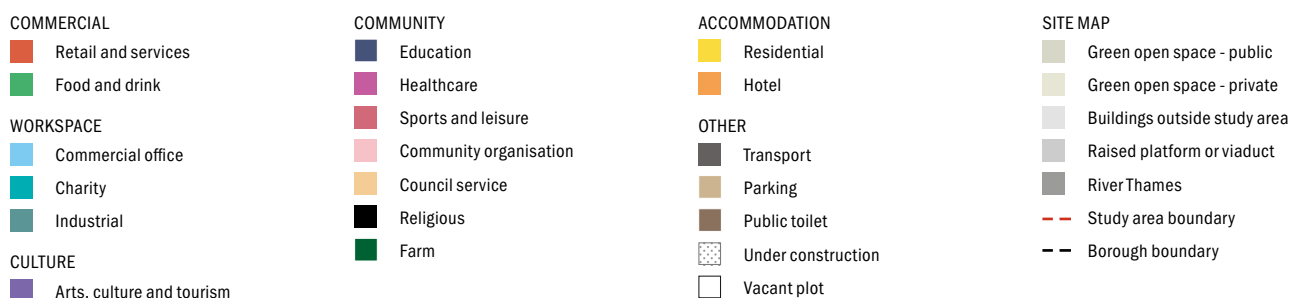 COMMERCIAL
Retail and services
Food and drink
WORKSPACE
Commercial office
Charity
Industrial
CULTURE
Arts, culture and tourism
COMMUNITY
Education
Healthcare
Sports and leisure
Community organisation
Council service
Religious
Farm
ACCOMMODATION
Residential
Hotel
OTHER
Transport
Parking
Public toilet
Under construction
Vacant plot
SITE MAP
Green open space - public
Green open space - private
Buildings outside study area
Raised platform or viaduct
River Thames
Study area boundary
Borough boundary